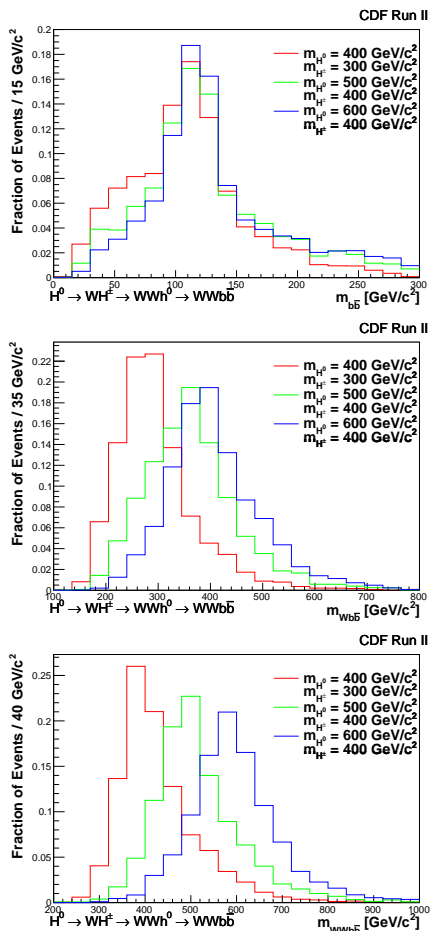 CDF Run II
Fraction of Events / 15 GeV/c²
0.2
0.18
0.16
0.14
0.12
0.1
0.08
0.06
0.04
0.02
0
m_H⁰ = 400 GeV/c²
m_H± = 300 GeV/c²
m_H⁰ = 500 GeV/c²
m_H± = 400 GeV/c²
m_H⁰ = 600 GeV/c²
m_H± = 400 GeV/c²
0 50 100 150 200 250 300
H⁰ → WH± → WWh⁰ → WWbb̄ m_bb̄ [GeV/c²]
CDF Run II
Fraction of Events / 35 GeV/c²
0.22
0.2
0.18
0.16
0.14
0.12
0.1
0.08
0.06
0.04
0.02
0
m_H⁰ = 400 GeV/c²
m_H± = 300 GeV/c²
m_H⁰ = 500 GeV/c²
m_H± = 400 GeV/c²
m_H⁰ = 600 GeV/c²
m_H± = 400 GeV/c²
100 200 300 400 500 600 700 800
H⁰ → WH± → WWh⁰ → WWbb̄ m_Wbb̄ [GeV/c²]
CDF Run II
Fraction of Events / 40 GeV/c²
0.25
0.2
0.15
0.1
0.05
0
m_H⁰ = 400 GeV/c²
m_H± = 300 GeV/c²
m_H⁰ = 500 GeV/c²
m_H± = 400 GeV/c²
m_H⁰ = 600 GeV/c²
m_H± = 400 GeV/c²
200 300 400 500 600 700 800 900 1000
H⁰ → WH± → WWh⁰ → WWbb̄ m_WWbb̄ [GeV/c²]